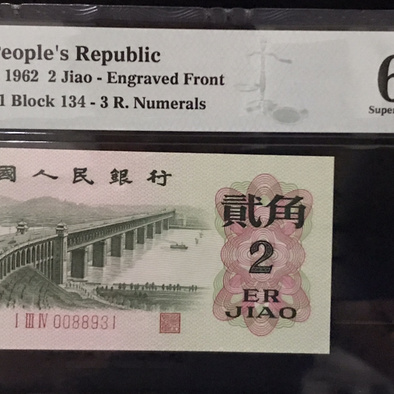 People's Republic
1962 2 Jiao - Engraved Front
1 Block 134 - 3 R. Numerals
6
Super
國人民銀行
貳角
2
ER
JIAO
I III IV 0088931